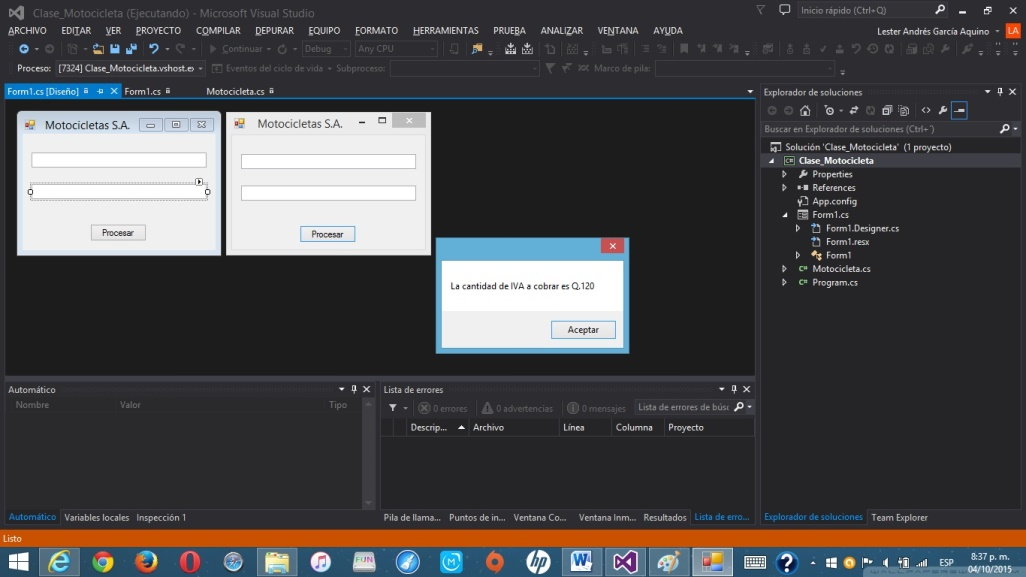 Clase_Motocicleta (Ejecutando) - Microsoft Visual Studio
Inicio rápido (Ctrl+Q)
ARCHIVO EDITAR VER PROYECTO COMPILAR DEPURAR EQUIPO FORMATO HERRAMIENTAS PRUEBA ANALIZAR VENTANA AYUDA
Lester Andrés García Aquino LA
Continuar Debug Any CPU
Proceso: [7324] Clase_Motocicleta.vshost.ex Eventos del ciclo de vida Subproceso: Marco de pila:
Form1.cs [Diseño] Form1.cs Motocicleta.cs
Motocicletas S.A.
Procesar
Motocicletas S.A.
Procesar
La cantidad de IVA a cobrar es Q.120
Aceptar
Explorador de soluciones
Buscar en Explorador de soluciones (Ctrl+')
Solución 'Clase_Motocicleta' (1 proyecto)
Clase_Motocicleta
Properties
References
App.config
Form1.cs
Form1.Designer.cs
Form1.resx
Form1
Motocicleta.cs
Program.cs
Automático
Nombre Valor Tipo
Automático Variables locales Inspección 1
Lista de errores
0 errores 0 advertencias 0 mensajes Lista de errores de búsc
Descrip... Archivo Línea Columna Proyecto
Pila de llama... Puntos de in... Ventana Co... Ventana Inm... Resultados Lista de erro...
Explorador de soluciones Team Explorer
Listo
FIJN
hp
ESP
8:37 p. m.
04/10/2015